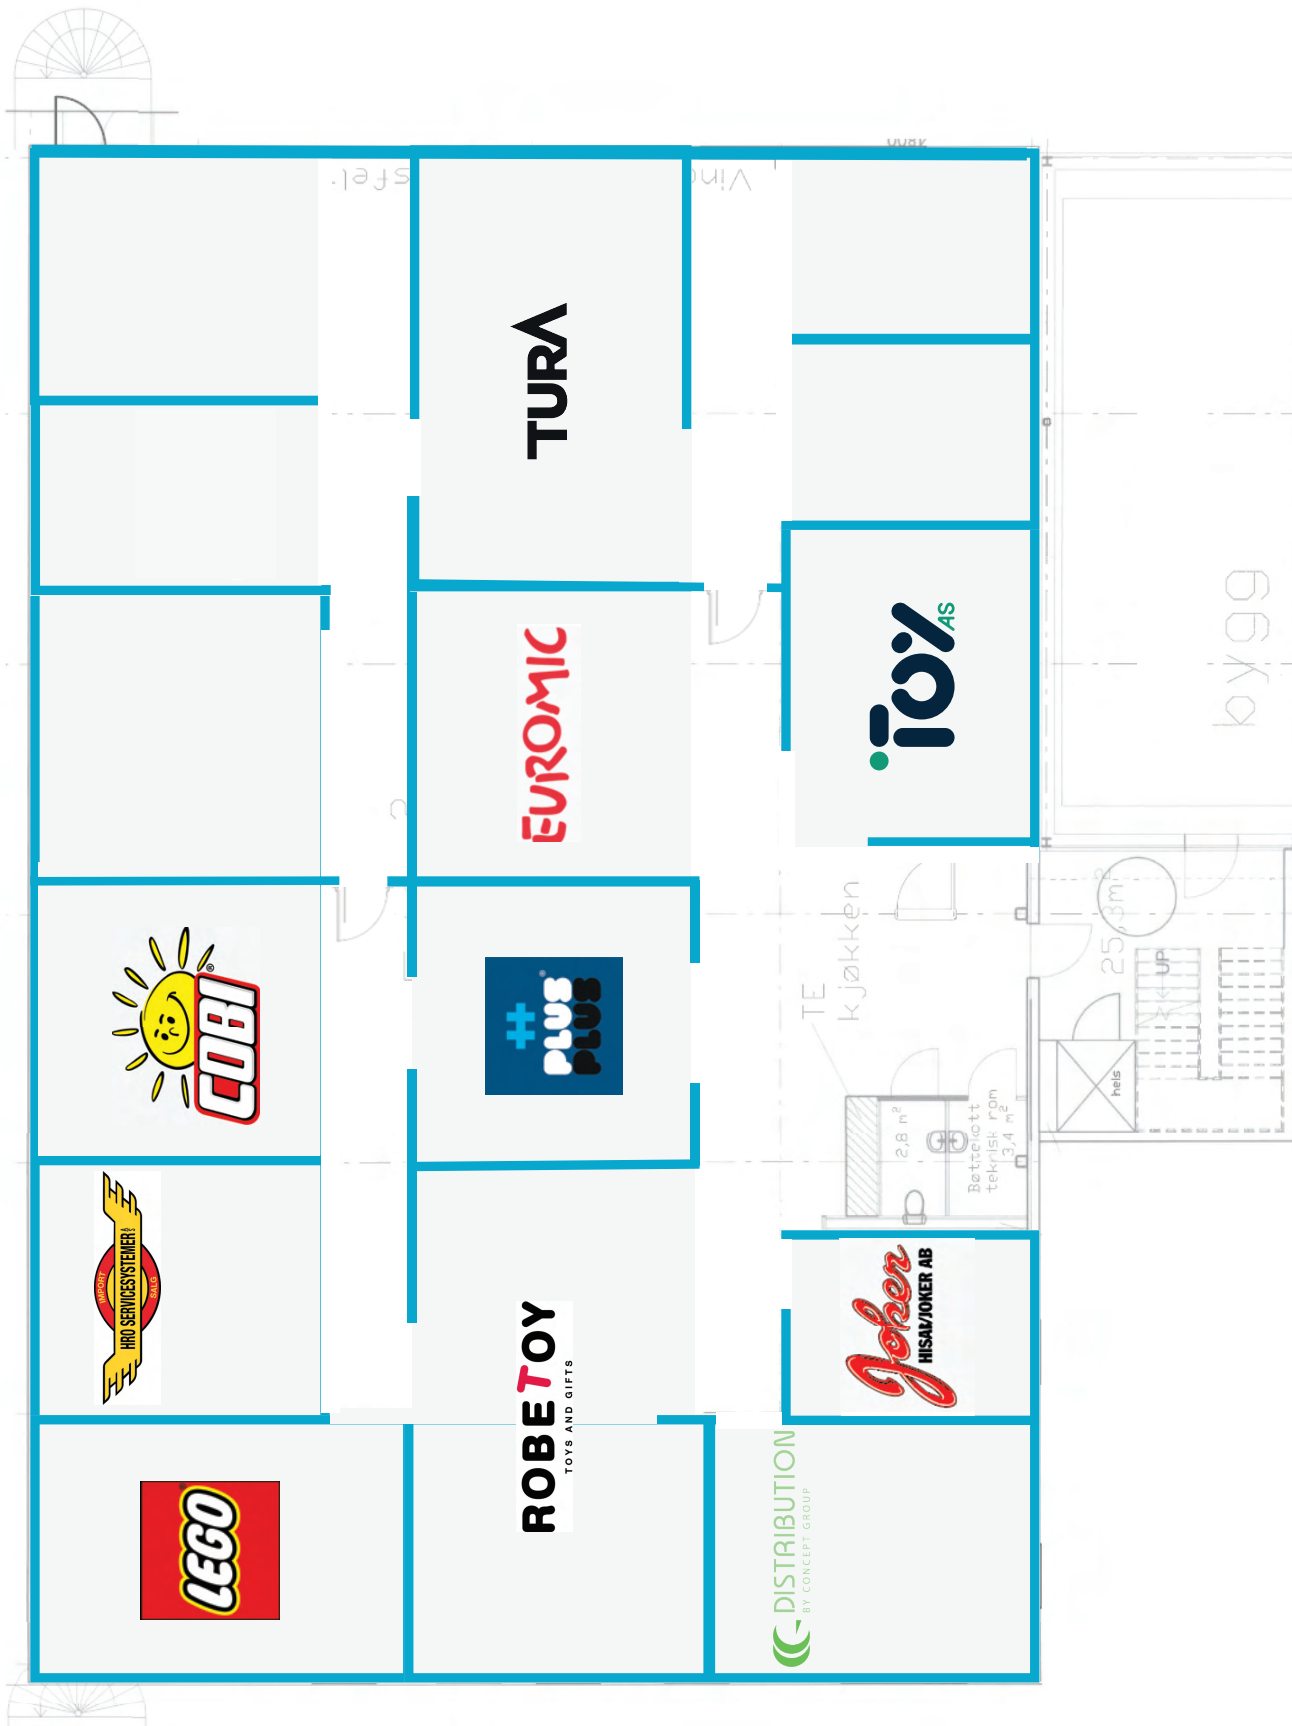 TURA
EUROMIC
TOY AS
COBI®
PLUS
PLUS
IMPORT
HRO SERVICESYSTEMER AS
SALG
ROBETOY
TOYS AND GIFTS
Joker
HISAB/JOKER AB
LEGO
DISTRIBUTION
BY CONCEPT GROUP
TE
kjøkken
2,8 m²
Bøttekott
teknisk rom
3,4 m²
25,3m²
UP
heis
bygg
4800